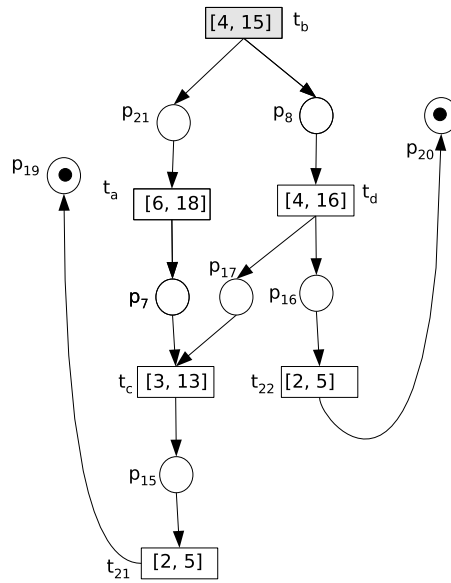 [4, 15] t_b
p_21 p_8
p_20
p_19
t_a [6, 18] [4, 16] t_d
p_17
p_7 p_16
t_c [3, 13] t_22 [2, 5]
p_15
t_21 [2, 5]